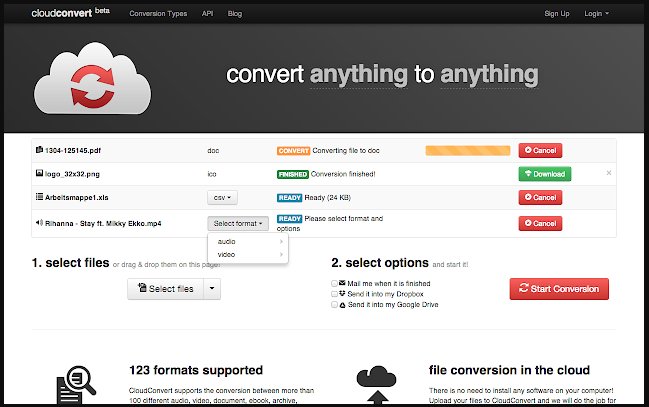 cloudconvert beta Conversion Types API Blog Sign Up Login
convert anything to anything
1304-125145.pdf doc CONVERT Converting file to doc Cancel
logo_32x32.png ico FINISHED Conversion finished! Download ×
Arbeitsmappe1.xls csv READY Ready (24 KB) Cancel
Rihanna - Stay ft. Mikky Ekko.mp4 Select format READY Please select format and Cancel
options
audio
video
1. select files or drag & drop them on this page!
Select files
2. select options and start it!
Mail me when it is finished
Send it into my Dropbox
Send it into my Google Drive
Start Conversion
123 formats supported
CloudConvert supports the conversion between more than
100 different audio, video, document, ebook, archive,
file conversion in the cloud
There is no need to install any software on your computer!
Upload your files to CloudConvert and we will do the job for